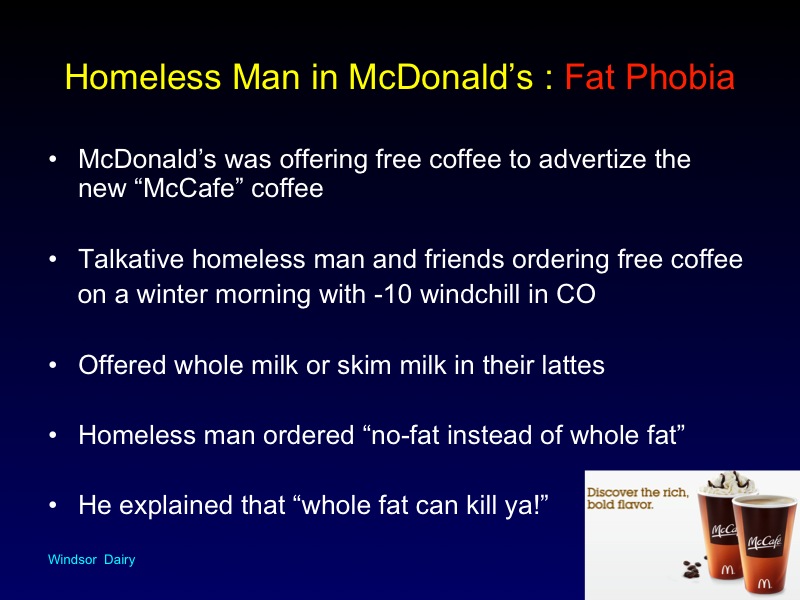 Homeless Man in McDonald’s : Fat Phobia
• McDonald’s was offering free coffee to advertize the
new “McCafe” coffee
• Talkative homeless man and friends ordering free coffee
on a winter morning with -10 windchill in CO
• Offered whole milk or skim milk in their lattes
• Homeless man ordered “no-fat instead of whole fat”
• He explained that “whole fat can kill ya!”
Discover the rich,
bold flavor.
McCa
McCafé
Windsor Dairy